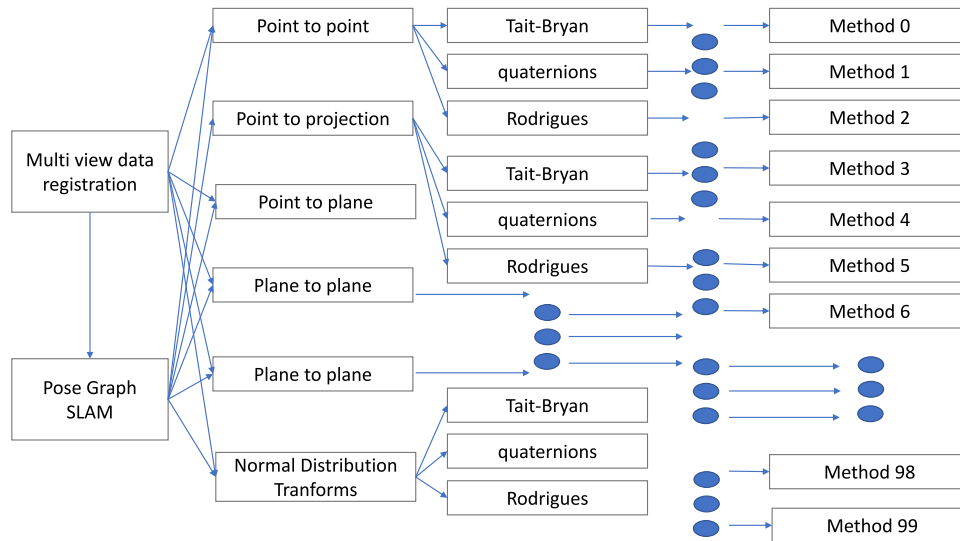 Multi view data
registration
Pose Graph
SLAM
Point to point
Point to projection
Point to plane
Plane to plane
Plane to plane
Normal Distribution
Tranforms
Tait-Bryan
quaternions
Rodrigues
Tait-Bryan
quaternions
Rodrigues
Tait-Bryan
quaternions
Rodrigues
Method 0
Method 1
Method 2
Method 3
Method 4
Method 5
Method 6
Method 98
Method 99